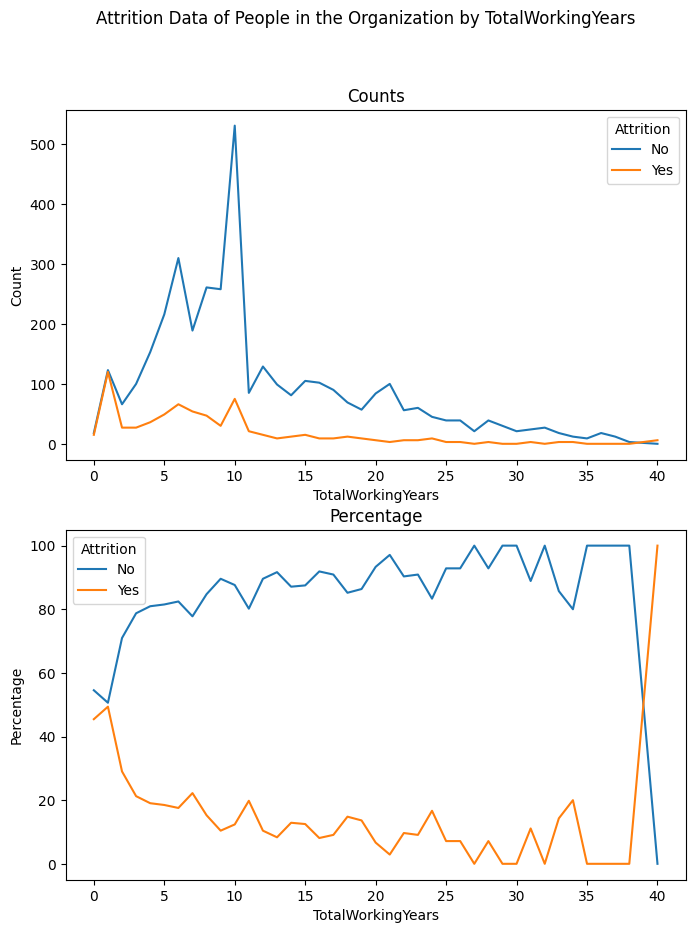 Attrition Data of People in the Organization by TotalWorkingYears
Counts
Attrition
No
Yes
500
400
300
200
100
0
Count
0 5 10 15 20 25 30 35 40
TotalWorkingYears
Percentage
Attrition
No
Yes
100
80
60
40
20
0
Percentage
0 5 10 15 20 25 30 35 40
TotalWorkingYears